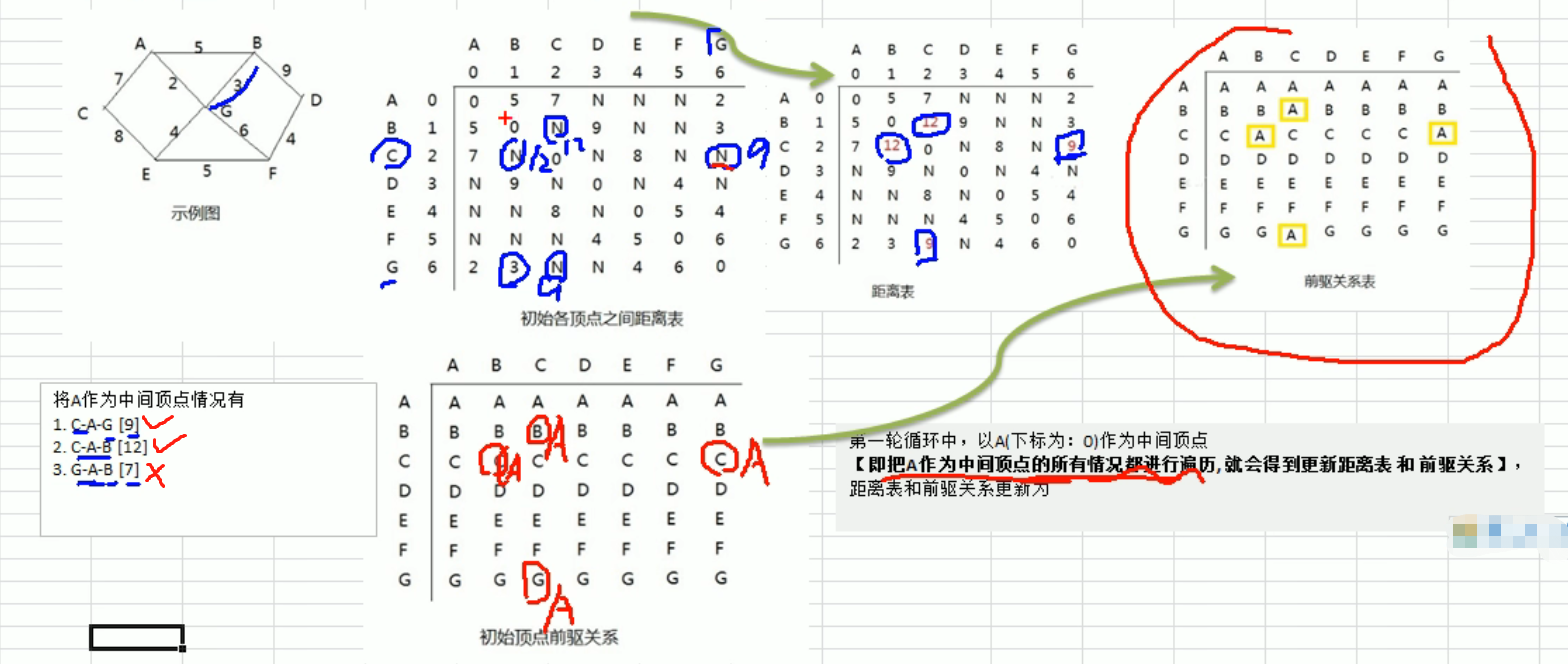 A 5 B
7 2 3 9
C G D
8 4 6 4
E 5 F
示例图
A B C D E F G
0 1 2 3 4 5 6
A 0 0 5 7 N N N 2
B 1 5 0 N 9 N N 3
12
C 2 7 N 0 N 8 N N
12 9
D 3 N 9 N 0 N 4 N
E 4 N N 8 N 0 5 4
F 5 N N N 4 5 0 6
G 6 2 3 N N 4 6 0
9
初始各顶点之间距离表
A B C D E F G
0 1 2 3 4 5 6
A 0 0 5 7 N N N 2
B 1 5 0 12 9 N N 3
C 2 7 12 0 N 8 N 9
D 3 N 9 N 0 N 4 N
E 4 N N 8 N 0 5 4
F 5 N N N 4 5 0 6
G 6 2 3 9 N 4 6 0
距离表
A B C D E F G
A A A A A A A A
B B B A B B B B
C C A C C C C A
D D D D D D D D
E E E E E E E E
F F F F F F F F
G G G A G G G G
前驱关系表
将A作为中间顶点情况有
1. C-A-G [9]
2. C-A-B [12]
3. G-A-B [7]
A B C D E F G
A A A A A A A A
B B B B B B B B
A
C C C C C C C
A A
D D D D D D D D
E E E E E E E E
F F F F F F F F
G G G G G G G G
A
初始顶点前驱关系
第一轮循环中，以A(下标为：0)作为中间顶点
【即把A作为中间顶点的所有情况都进行遍历,就会得到更新距离表 和 前驱关系】，
距离表和前驱关系更新为